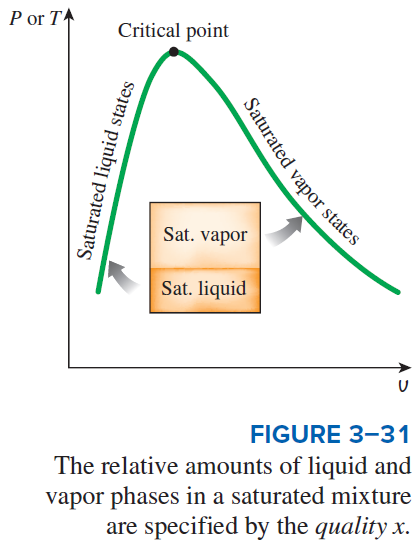 P or T
Critical point
Saturated liquid states
Saturated vapor states
Sat. vapor
Sat. liquid
υ
FIGURE 3–31
The relative amounts of liquid and
vapor phases in a saturated mixture
are specified by the quality x.